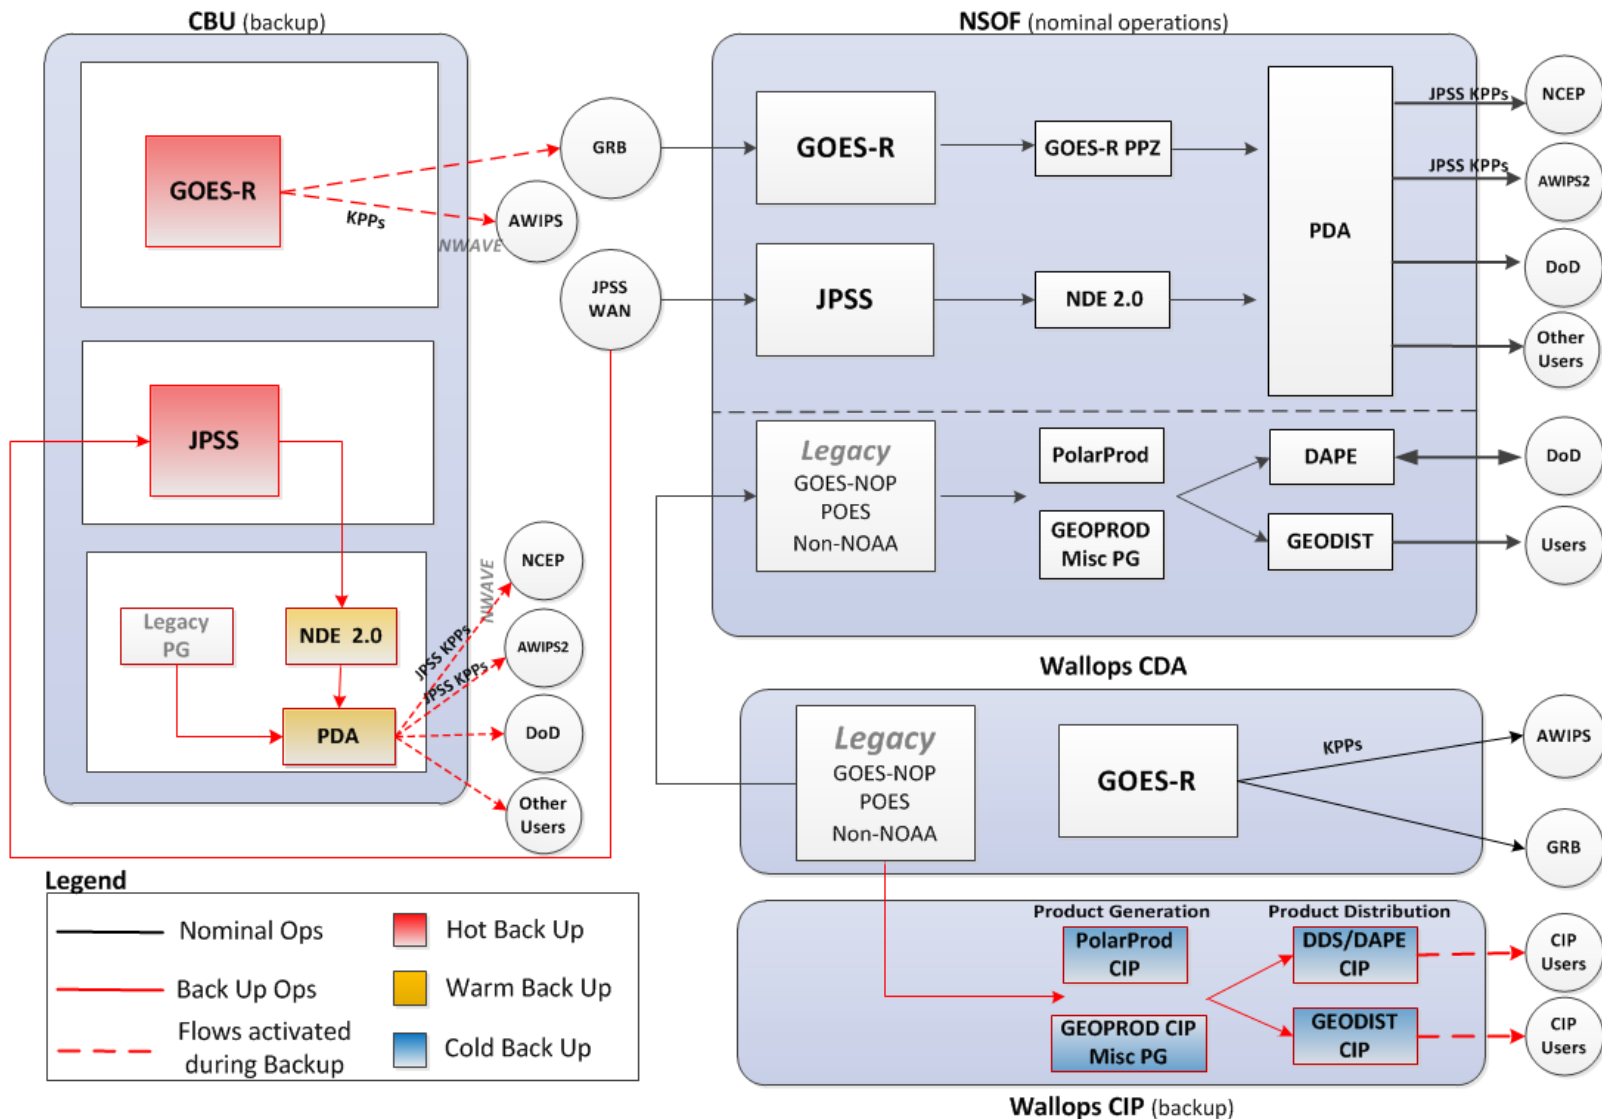 CBU (backup)
GOES-R
KPPs
NWAVE
GRB
AWIPS
JPSS
WAN
JPSS
Legacy
PG
NDE 2.0
PDA
JPSS KPPs
JPSS KPPs
NWAVE
NCEP
AWIPS2
DoD
Other
Users
NSOF (nominal operations)
GOES-R
GOES-R PPZ
JPSS
NDE 2.0
PDA
JPSS KPPs
NCEP
JPSS KPPs
AWIPS2
DoD
Other
Users
Legacy
GOES-NOP
POES
Non-NOAA
PolarProd
GEOPROD
Misc PG
DAPE
GEODIST
DoD
Users
Wallops CDA
Legacy
GOES-NOP
POES
Non-NOAA
GOES-R
KPPs
AWIPS
GRB
Product Generation
PolarProd
CIP
GEOPROD CIP
Misc PG
Product Distribution
DDS/DAPE
CIP
GEODIST
CIP
CIP
Users
CIP
Users
Wallops CIP (backup)
Legend
Nominal Ops
Back Up Ops
Flows activated
during Backup
Hot Back Up
Warm Back Up
Cold Back Up